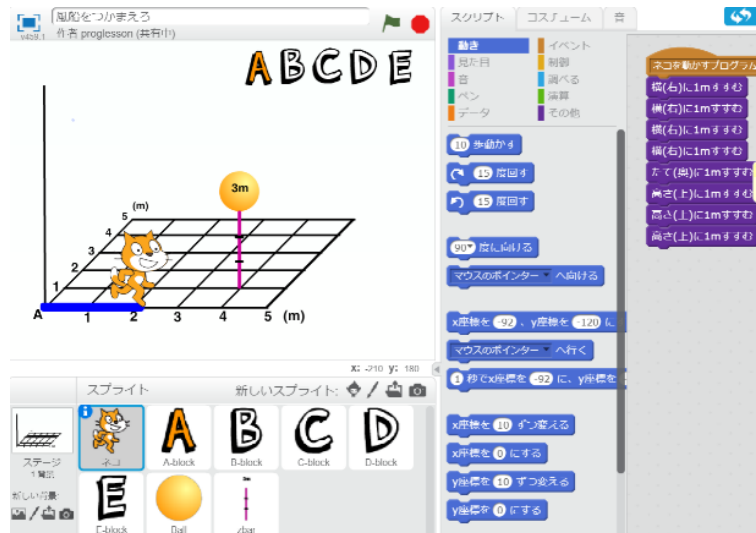 風船をつかまえろ
v459.1 作者 proglesson (共有中)
A B C D E
3m
(m)
5
4
3
2
1
A 1 2 3 4 5 (m)
x: -210 y: 180
スプライト 新しいスプライト:
ステージ
1 背景
新しい背景:
ネコ A-block B-block C-block D-block
E-block Ball zbar
スクリプト コスチューム 音
動き イベント
見た目 制御
音 調べる
ペン 演算
データ その他
10 歩動かす
15 度回す
15 度回す
90 度に向ける
マウスのポインター へ向ける
x座標を -92 、y座標を -120 に
マウスのポインター へ行く
1 秒でx座標を -92 に、y座標を
x座標を 10 ずつ変える
x座標を 0 にする
y座標を 10 ずつ変える
y座標を 0 にする
ネコを動かすプログラム
横(右)に1mすすむ
横(右)に1mすすむ
横(右)に1mすすむ
横(右)に1mすすむ
たて(奥)に1mすすむ
高さ(上)に1mすすむ
高さ(上)に1mすすむ
高さ(上)に1mすすむ